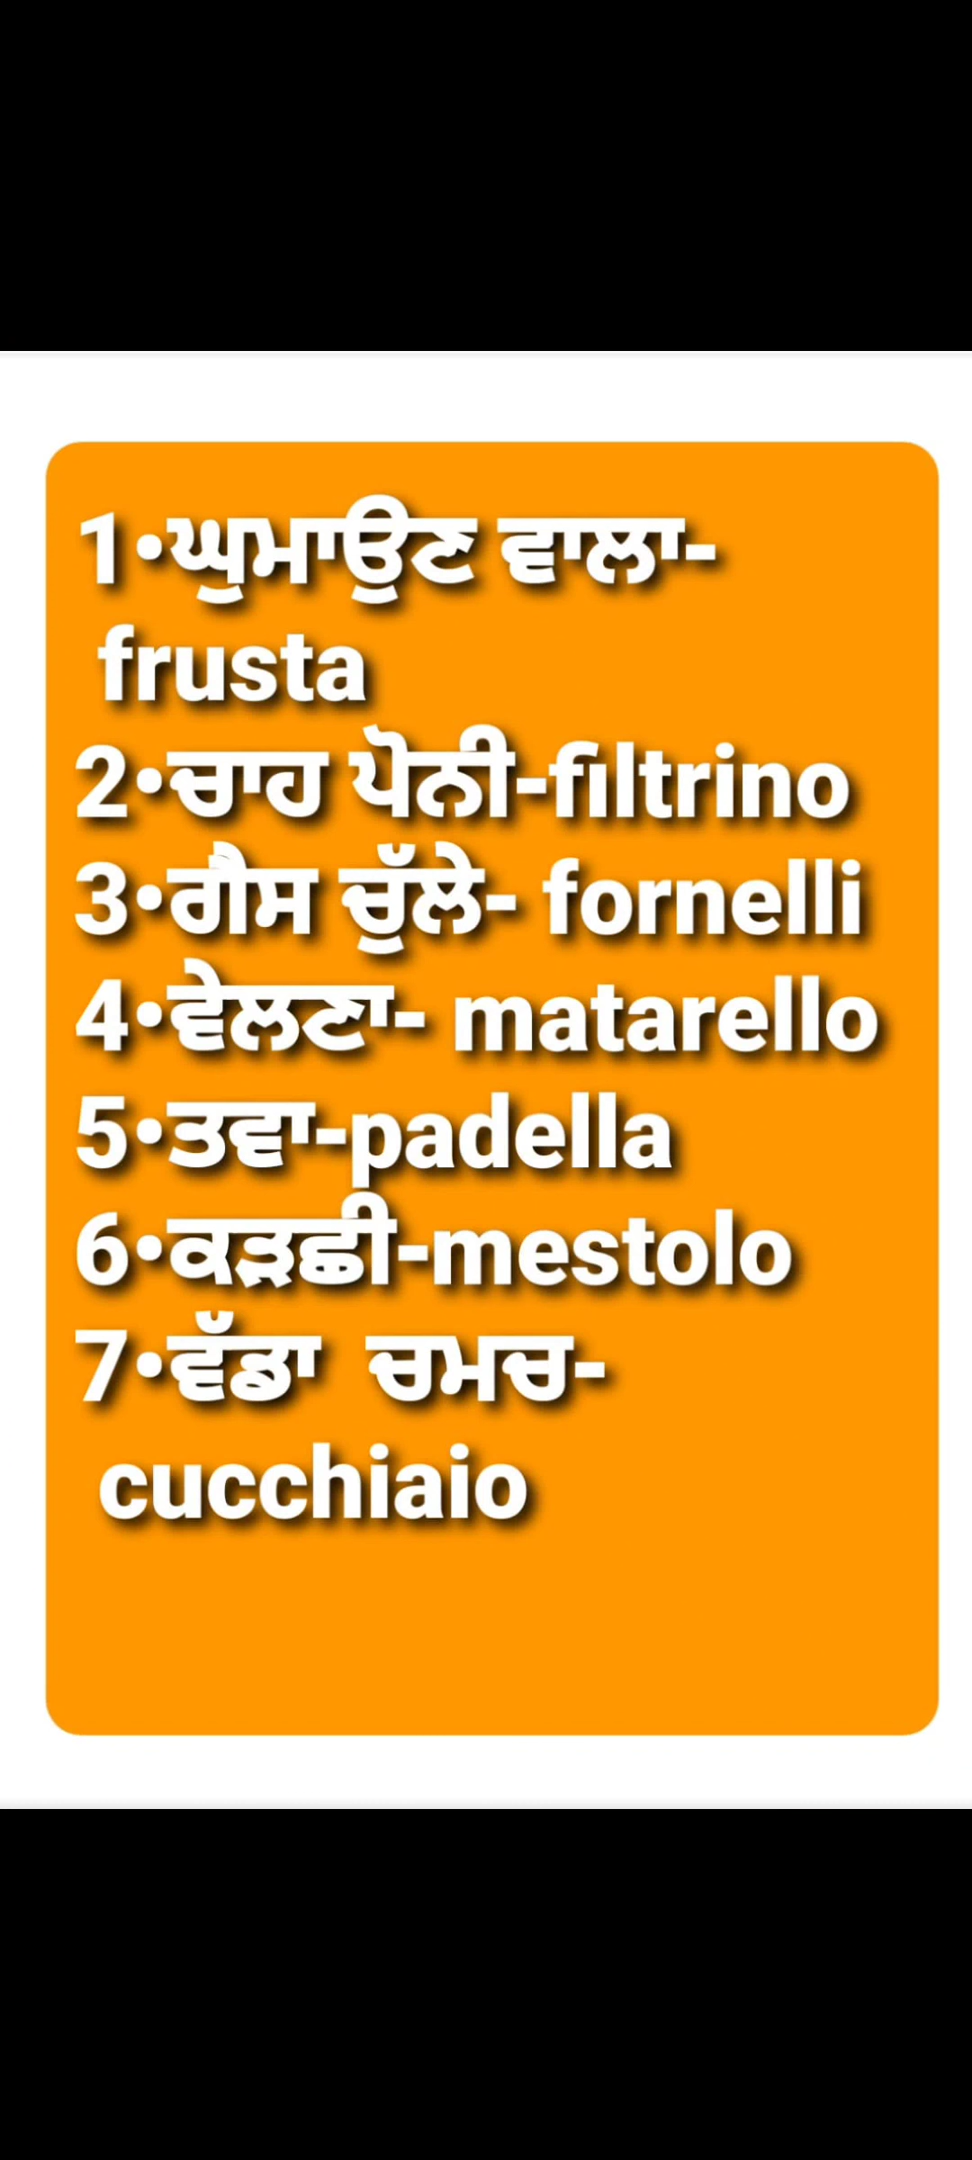 1•ਘੁਮਾਉਣ ਵਾਲਾ-
frusta
2•ਚਾਹ ਪੋਨੀ-filtrino
3•ਗੈਸ ਚੁੱਲੇ- fornelli
4•ਵੇਲਣਾ- matarello
5•ਤਵਾ-padella
6•ਕੜਛੀ-mestolo
7•ਵੱਡਾ ਚਮਚ-
cucchiaio